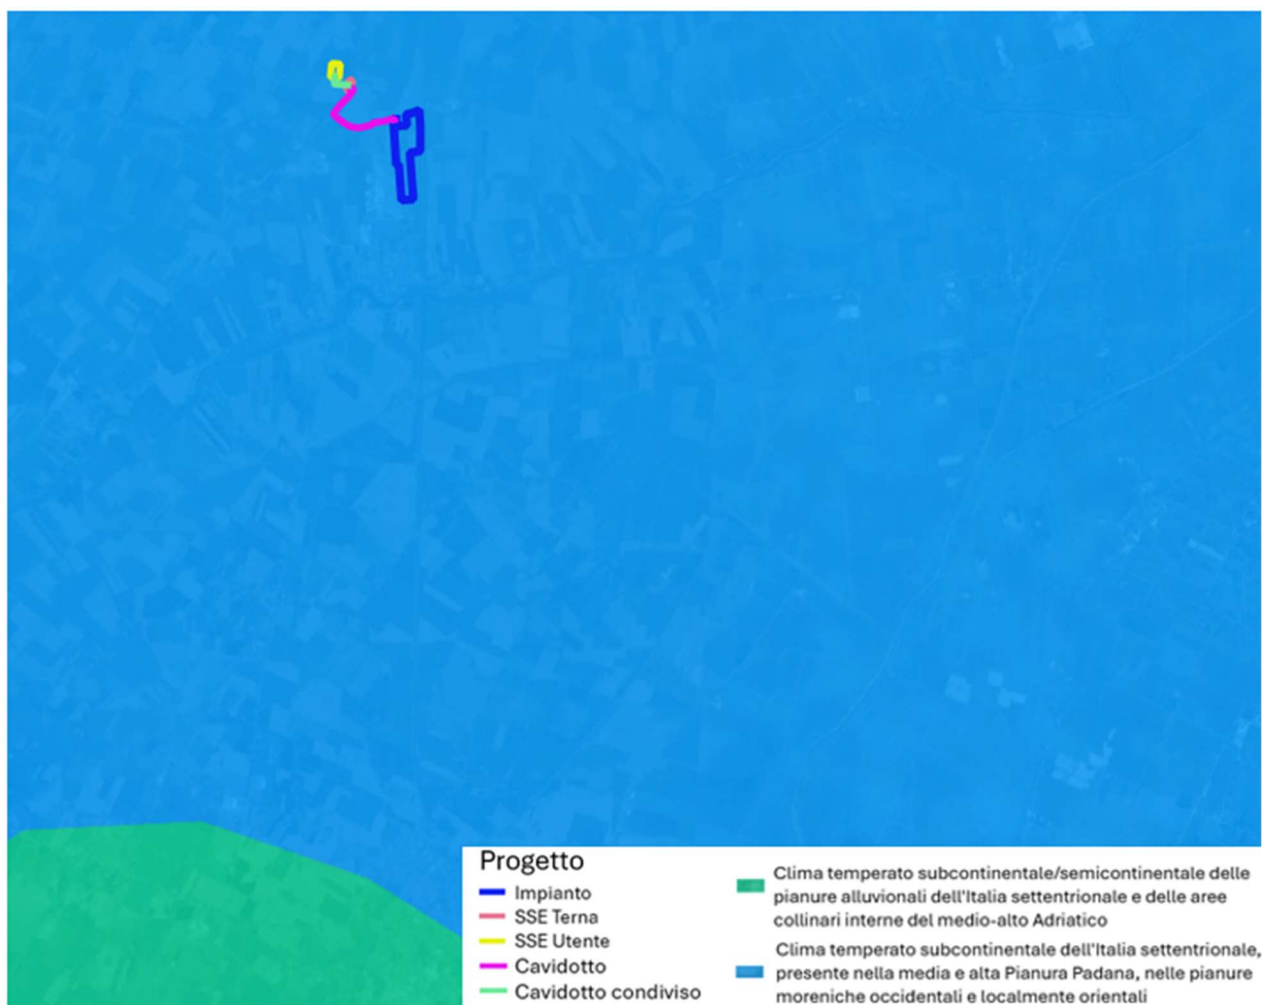 Progetto
Impianto
SSE Terna
SSE Utente
Cavidotto
Cavidotto condiviso
Clima temperato subcontinentale/semicontinentale delle
pianure alluvionali dell'Italia settentrionale e delle aree
collinari interne del medio-alto Adriatico
Clima temperato subcontinentale dell'Italia settentrionale,
presente nella media e alta Pianura Padana, nelle pianure
moreniche occidentali e localmente orientali